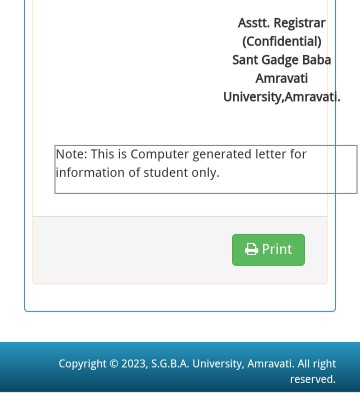 Asstt. Registrar
(Confidential)
Sant Gadge Baba
Amravati
University,Amravati.
Note: This is Computer generated letter for
information of student only.
Print
Copyright © 2023, S.G.B.A. University, Amravati. All right
reserved.